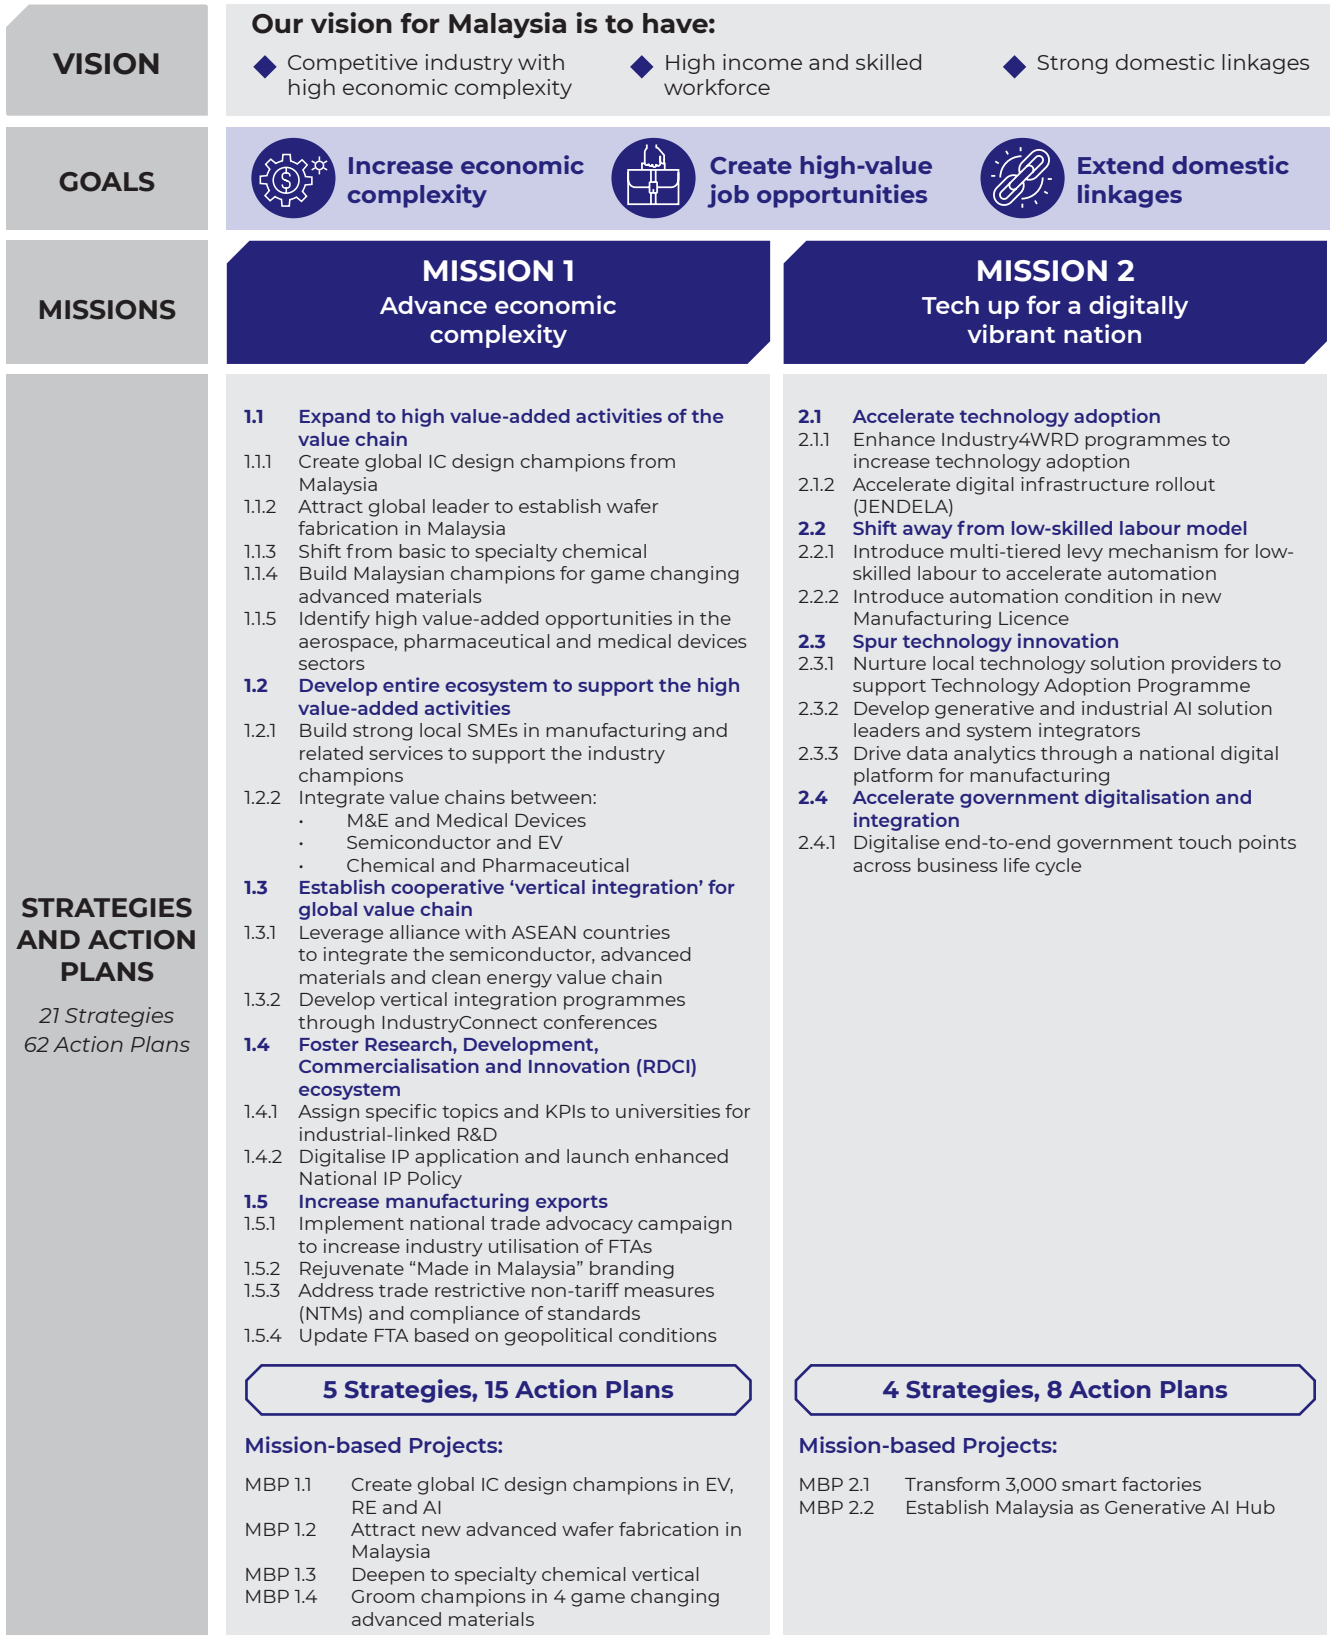 VISION
Our vision for Malaysia is to have:
Competitive industry with
high economic complexity
High income and skilled
workforce
Strong domestic linkages
GOALS
Increase economic
complexity
Create high-value
job opportunities
Extend domestic
linkages
MISSIONS
MISSION 1
Advance economic
complexity
MISSION 2
Tech up for a digitally
vibrant nation
STRATEGIES
AND ACTION
PLANS
21 Strategies
62 Action Plans
1.1 Expand to high value-added activities of the
value chain
1.1.1 Create global IC design champions from
Malaysia
1.1.2 Attract global leader to establish wafer
fabrication in Malaysia
1.1.3 Shift from basic to specialty chemical
1.1.4 Build Malaysian champions for game changing
advanced materials
1.1.5 Identify high value-added opportunities in the
aerospace, pharmaceutical and medical devices
sectors
1.2 Develop entire ecosystem to support the high
value-added activities
1.2.1 Build strong local SMEs in manufacturing and
related services to support the industry
champions
1.2.2 Integrate value chains between:
• M&E and Medical Devices
• Semiconductor and EV
• Chemical and Pharmaceutical
1.3 Establish cooperative ‘vertical integration’ for
global value chain
1.3.1 Leverage alliance with ASEAN countries
to integrate the semiconductor, advanced
materials and clean energy value chain
1.3.2 Develop vertical integration programmes
through IndustryConnect conferences
1.4 Foster Research, Development,
Commercialisation and Innovation (RDCI)
ecosystem
1.4.1 Assign specific topics and KPIs to universities for
industrial-linked R&D
1.4.2 Digitalise IP application and launch enhanced
National IP Policy
1.5 Increase manufacturing exports
1.5.1 Implement national trade advocacy campaign
to increase industry utilisation of FTAs
1.5.2 Rejuvenate “Made in Malaysia” branding
1.5.3 Address trade restrictive non-tariff measures
(NTMs) and compliance of standards
1.5.4 Update FTA based on geopolitical conditions
5 Strategies, 15 Action Plans
Mission-based Projects:
MBP 1.1 Create global IC design champions in EV,
RE and AI
MBP 1.2 Attract new advanced wafer fabrication in
Malaysia
MBP 1.3 Deepen to specialty chemical vertical
MBP 1.4 Groom champions in 4 game changing
advanced materials
2.1 Accelerate technology adoption
2.1.1 Enhance Industry4WRD programmes to
increase technology adoption
2.1.2 Accelerate digital infrastructure rollout
(JENDELA)
2.2 Shift away from low-skilled labour model
2.2.1 Introduce multi-tiered levy mechanism for low-
skilled labour to accelerate automation
2.2.2 Introduce automation condition in new
Manufacturing Licence
2.3 Spur technology innovation
2.3.1 Nurture local technology solution providers to
support Technology Adoption Programme
2.3.2 Develop generative and industrial AI solution
leaders and system integrators
2.3.3 Drive data analytics through a national digital
platform for manufacturing
2.4 Accelerate government digitalisation and
integration
2.4.1 Digitalise end-to-end government touch points
across business life cycle
4 Strategies, 8 Action Plans
Mission-based Projects:
MBP 2.1 Transform 3,000 smart factories
MBP 2.2 Establish Malaysia as Generative AI Hub